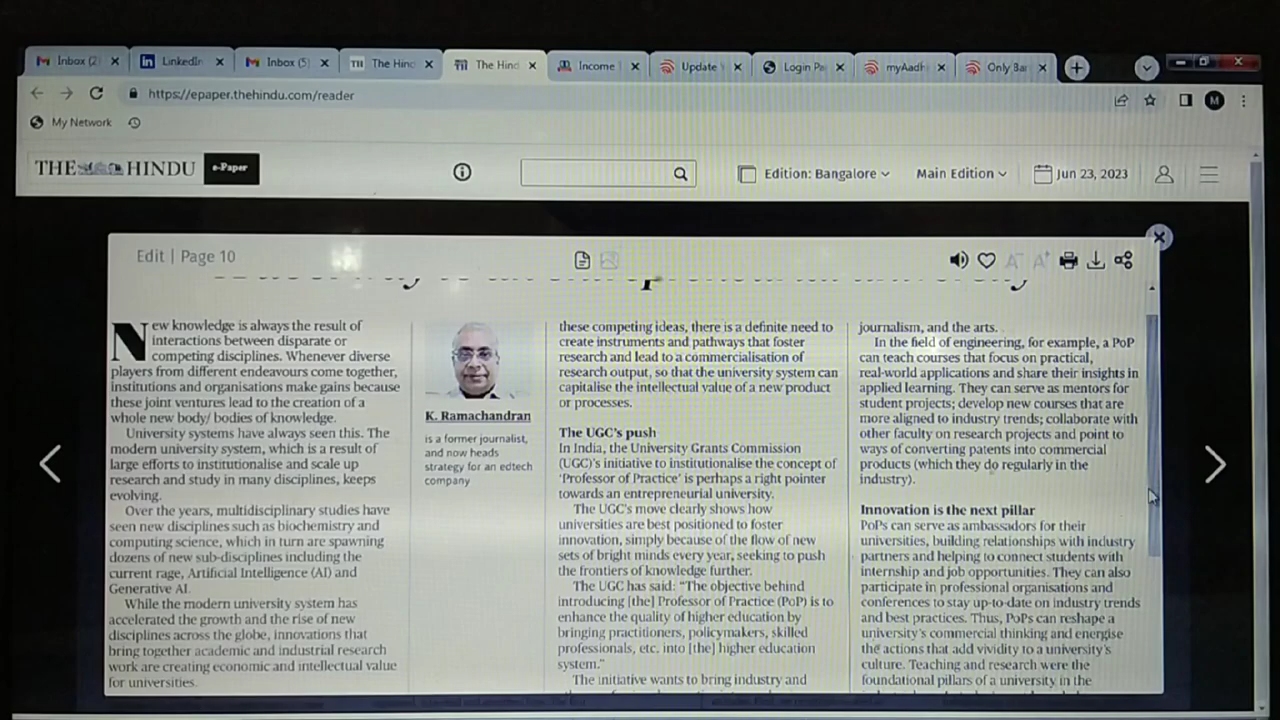 Inbox (2)
LinkedIn
Inbox (5)
The Hind
The Hind
Income
Update
Login Pa
myAadh
Only Bar
https://epaper.thehindu.com/reader
M
My Network
THE HINDU
e-Paper
Edition: Bangalore
Main Edition
Jun 23, 2023
Edit | Page 10
A-
A+
New knowledge is always the result of
interactions between disparate or
competing disciplines. Whenever diverse
players from different endeavours come together,
institutions and organisations make gains because
these joint ventures lead to the creation of a
whole new body/ bodies of knowledge.
University systems have always seen this. The
modern university system, which is a result of
large efforts to institutionalise and scale up
research and study in many disciplines, keeps
evolving.
Over the years, multidisciplinary studies have
seen new disciplines such as biochemistry and
computing science, which in turn are spawning
dozens of new sub-disciplines including the
current rage, Artificial Intelligence (AI) and
Generative AI.
While the modern university system has
accelerated the growth and the rise of new
disciplines across the globe, innovations that
bring together academic and industrial research
work are creating economic and intellectual value
for universities.
K. Ramachandran
is a former journalist,
and now heads
strategy for an edtech
company
these competing ideas, there is a definite need to
create instruments and pathways that foster
research and lead to a commercialisation of
research output, so that the university system can
capitalise the intellectual value of a new product
or processes.
The UGC's push
In India, the University Grants Commission
(UGC)'s initiative to institutionalise the concept of
'Professor of Practice' is perhaps a right pointer
towards an entrepreneurial university.
The UGC's move clearly shows how
universities are best positioned to foster
innovation, simply because of the flow of new
sets of bright minds every year, seeking to push
the frontiers of knowledge further.
The UGC has said: "The objective behind
introducing [the] Professor of Practice (PoP) is to
enhance the quality of higher education by
bringing practitioners, policymakers, skilled
professionals, etc. into [the] higher education
system."
The initiative wants to bring industry and
journalism, and the arts.
In the field of engineering, for example, a PoP
can teach courses that focus on practical,
real-world applications and share their insights in
applied learning. They can serve as mentors for
student projects; develop new courses that are
more aligned to industry trends; collaborate with
other faculty on research projects and point to
ways of converting patents into commercial
products (which they do regularly in the
industry).
Innovation is the next pillar
PoPs can serve as ambassadors for their
universities, building relationships with industry
partners and helping to connect students with
internship and job opportunities. They can also
participate in professional organisations and
conferences to stay up-to-date on industry trends
and best practices. Thus, PoPs can reshape a
university's commercial thinking and energise
the actions that add vividity to a university's
culture. Teaching and research were the
foundational pillars of a university in the